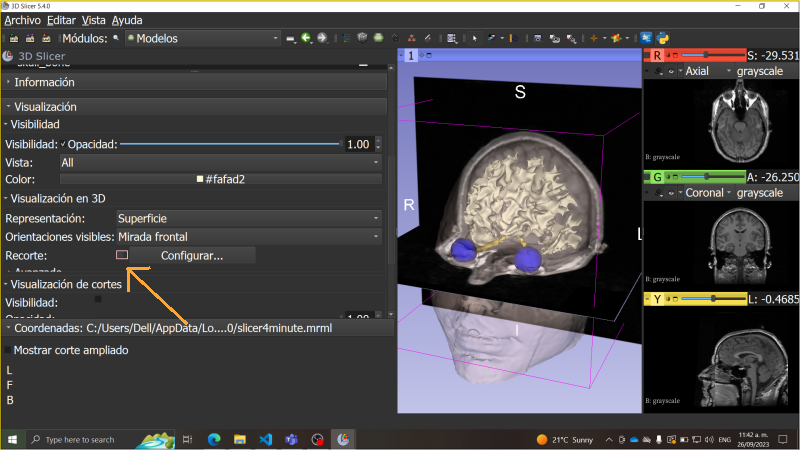 3D Slicer 5.4.0
Archivo Editar Vista Ayuda
Módulos: Modelos
3D Slicer
skull_bone
Información
Visualización
Visibilidad
Visibilidad: Opacidad: 1.00
Vista: All
Color: #fafad2
Visualización en 3D
Representación: Superficie
Orientaciones visibles: Mirada frontal
Recorte: Configurar...
Avanzado
Visualización de cortes
Visibilidad:
Opacidad: 1.00
Coordenadas: C:/Users/Dell/AppData/Lo....0/slicer4minute.mrml
Mostrar corte ampliado
L
F
B
1
S
R
L
I
R S: -29.531
Axial grayscale
B: grayscale
G A: -26.250
Coronal grayscale
B: grayscale
Y L: -0.4685
B: grayscale
Type here to search
21°C Sunny
ENG
11:42 a. m.
26/09/2023